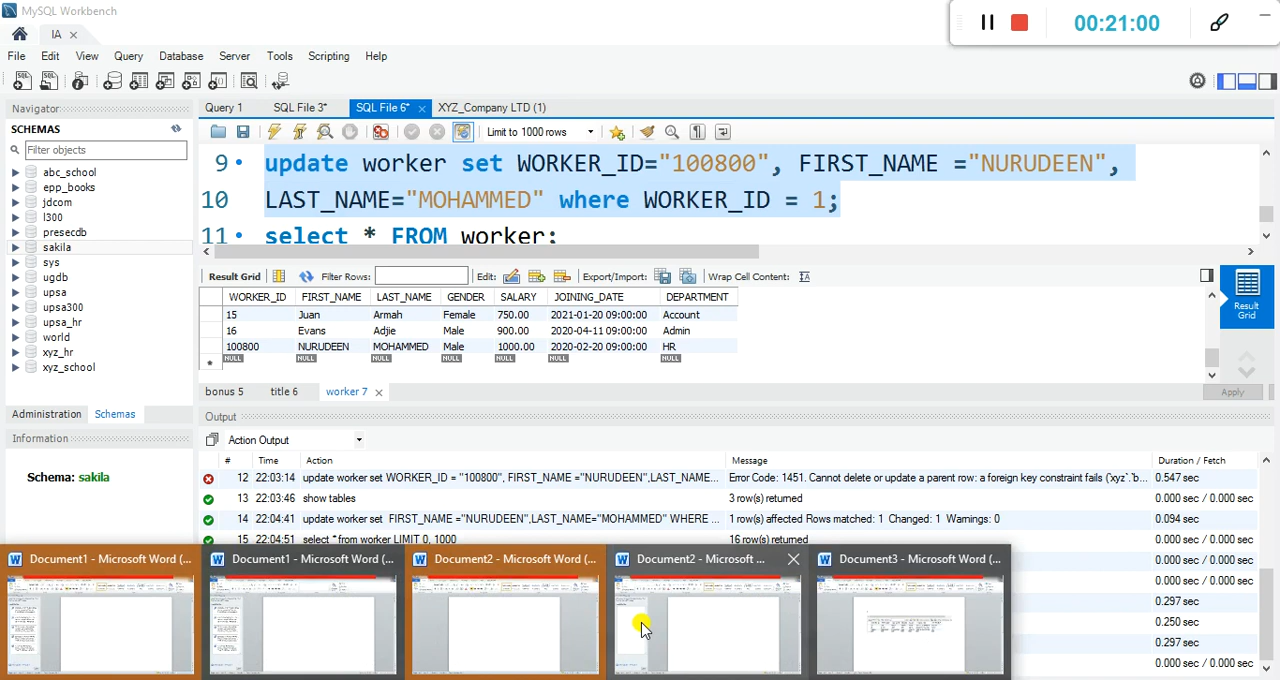 MySQL Workbench
IA ×
00:21:00
File Edit View Query Database Server Tools Scripting Help
Navigator
SCHEMAS
Filter objects
abc_school
epp_books
jdcom
l300
presecdb
sakila
sys
ugdb
upsa
upsa300
upsa_hr
world
xyz_hr
xyz_school
Administration Schemas
Information
Schema: sakila
Query 1 SQL File 3* SQL File 6* × XYZ_Company LTD (1)
Limit to 1000 rows
9 update worker set WORKER_ID="100800", FIRST_NAME ="NURUDEEN",
10 LAST_NAME="MOHAMMED" where WORKER_ID = 1;
11 select * FROM worker;
Result Grid Filter Rows: Edit: Export/Import: Wrap Cell Content:
WORKER_ID FIRST_NAME LAST_NAME GENDER SALARY JOINING_DATE DEPARTMENT
15 Juan Armah Female 750.00 2021-01-20 09:00:00 Account
16 Evans Adjie Male 900.00 2020-04-11 09:00:00 Admin
100800 NURUDEEN MOHAMMED Male 1000.00 2020-02-20 09:00:00 HR
NULL NULL NULL NULL NULL NULL NULL
Result
Grid
bonus 5 title 6 worker 7 ×
Apply
Output
Action Output
# Time Action Message Duration / Fetch
12 22:03:14 update worker set WORKER_ID = "100800", FIRST_NAME ="NURUDEEN",LAST_NAME... Error Code: 1451. Cannot delete or update a parent row: a foreign key constraint fails (`xyz`.`b... 0.547 sec
13 22:03:46 show tables 3 row(s) returned 0.000 sec / 0.000 sec
14 22:04:41 update worker set FIRST_NAME ="NURUDEEN",LAST_NAME="MOHAMMED" WHERE ... 1 row(s) affected Rows matched: 1 Changed: 1 Warnings: 0 0.094 sec
15 22:04:51 select * from worker LIMIT 0, 1000 16 row(s) returned 0.000 sec / 0.000 sec
0.000 sec / 0.000 sec
0.297 sec
0.250 sec
0.297 sec
0.000 sec / 0.000 sec
Document1 - Microsoft Word (...
Document1 - Microsoft Word (...
Document2 - Microsoft Word (...
Document2 - Microsoft ...
Document3 - Microsoft Word (...